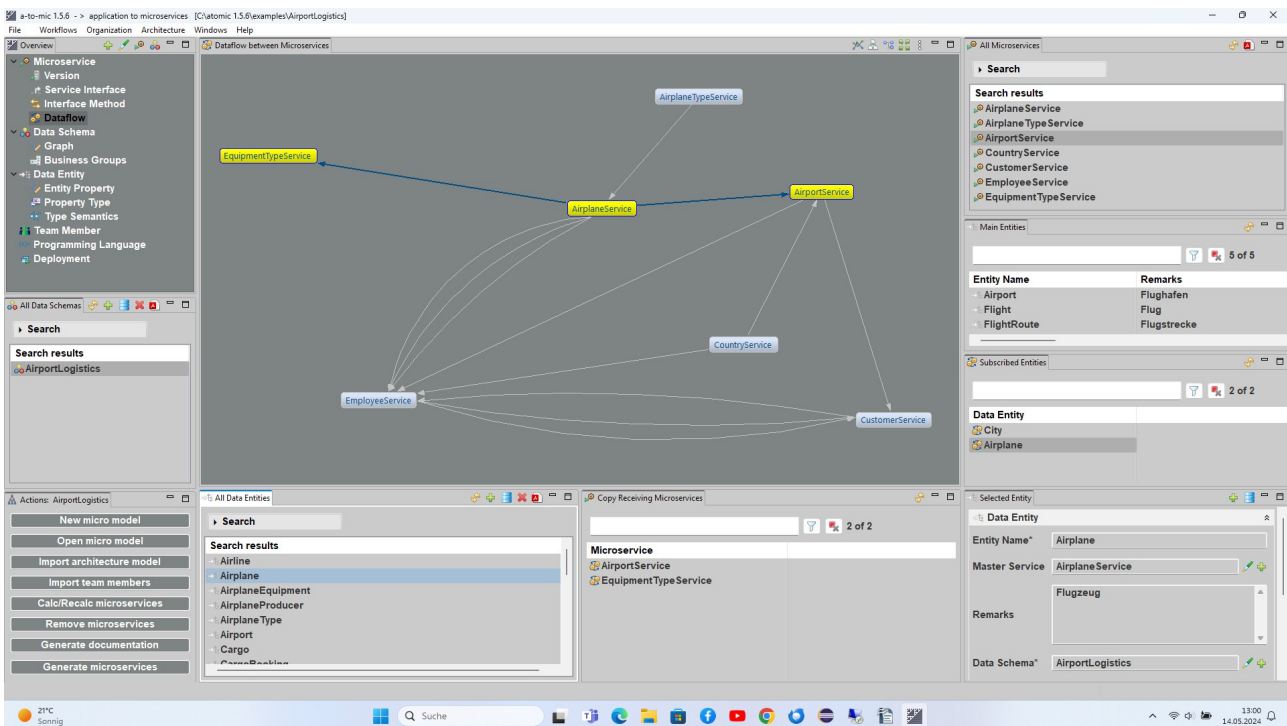 a-to-mic 1.5.6 - > application to microservices [C:\atomic 1.5.6\examples\AirportLogistics]
File Workflows Organization Architecture Windows Help
Overview
Microservice
Version
Service Interface
Interface Method
Dataflow
Data Schema
Graph
Business Groups
Data Entity
Entity Property
Property Type
Type Semantics
Team Member
Programming Language
Deployment
All Data Schemas
Search
Search results
AirportLogistics
Actions: AirportLogistics
New micro model
Open micro model
Import architecture model
Import team members
Calc/Recalc microservices
Remove microservices
Generate documentation
Generate microservices
Dataflow between Microservices
AirplaneTypeService
EquipmentTypeService
AirportService
AirplaneService
CountryService
EmployeeService
CustomerService
All Data Entities
Search
Search results
Airline
Airplane
AirplaneEquipment
AirplaneProducer
AirplaneType
Airport
Cargo
CargoBooking
Copy Receiving Microservices
2 of 2
Microservice
AirportService
EquipmentTypeService
All Microservices
Search
Search results
AirplaneService
AirplaneTypeService
AirportService
CountryService
CustomerService
EmployeeService
EquipmentTypeService
Main Entities
5 of 5
Entity Name Remarks
Airport Flughafen
Flight Flug
FlightRoute Flugstrecke
Subscribed Entities
2 of 2
Data Entity
City
Airplane
Selected Entity
Data Entity
Entity Name* Airplane
Master Service AirplaneService
Remarks Flugzeug
Data Schema* AirportLogistics
21°C
Sonnig
Suche
13:00
14.05.2024